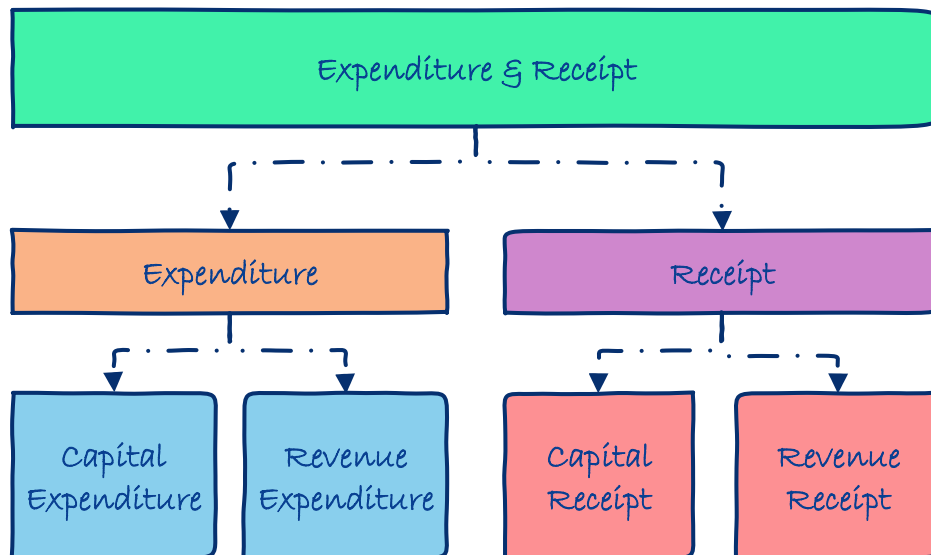 Expenditure & Receipt
Expenditure
Receipt
Capital
Expenditure
Revenue
Expenditure
Capital
Receipt
Revenue
Receipt